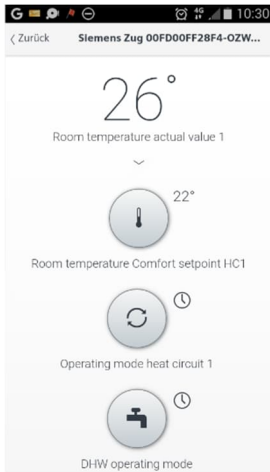 G 4G 10:30
Zurück Siemens Zug 00FD00FF28F4-OZW...
26°
Room temperature actual value 1
22°
Room temperature Comfort setpoint HC1
Operating mode heat circuit 1
DHW operating mode